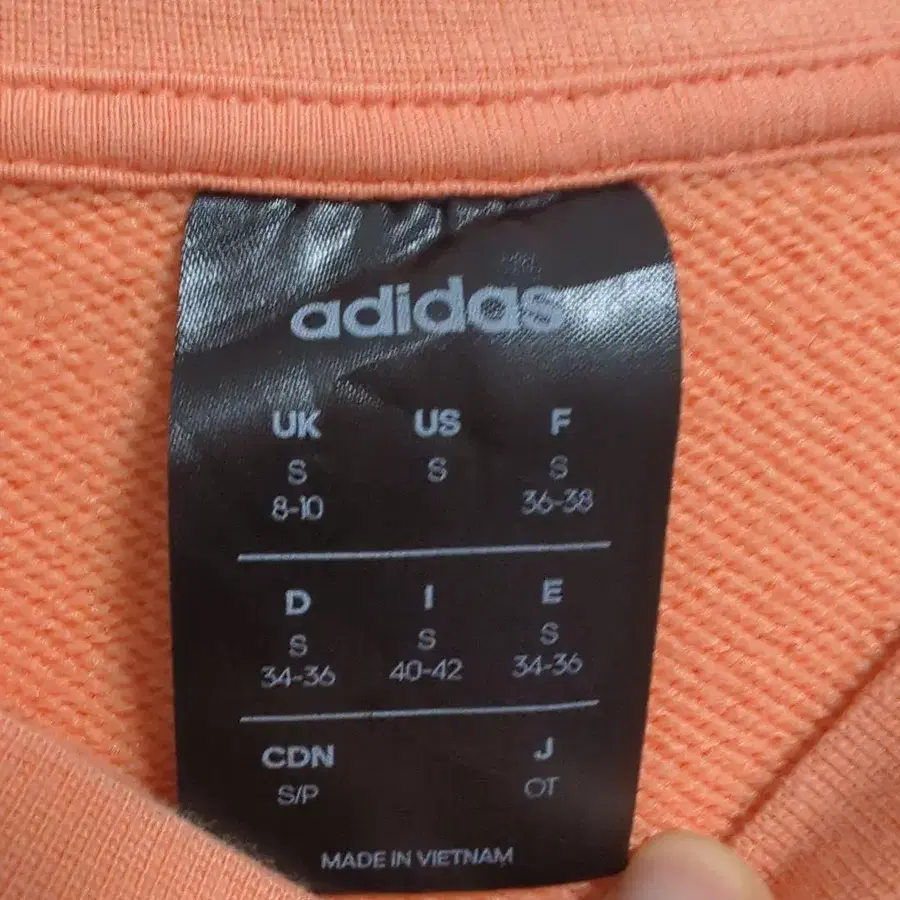 adidas
UK US F
S S S
8-10 36-38
D I E
S S S
34-36 40-42 34-36
CDN J
S/P OT
MADE IN VIETNAM